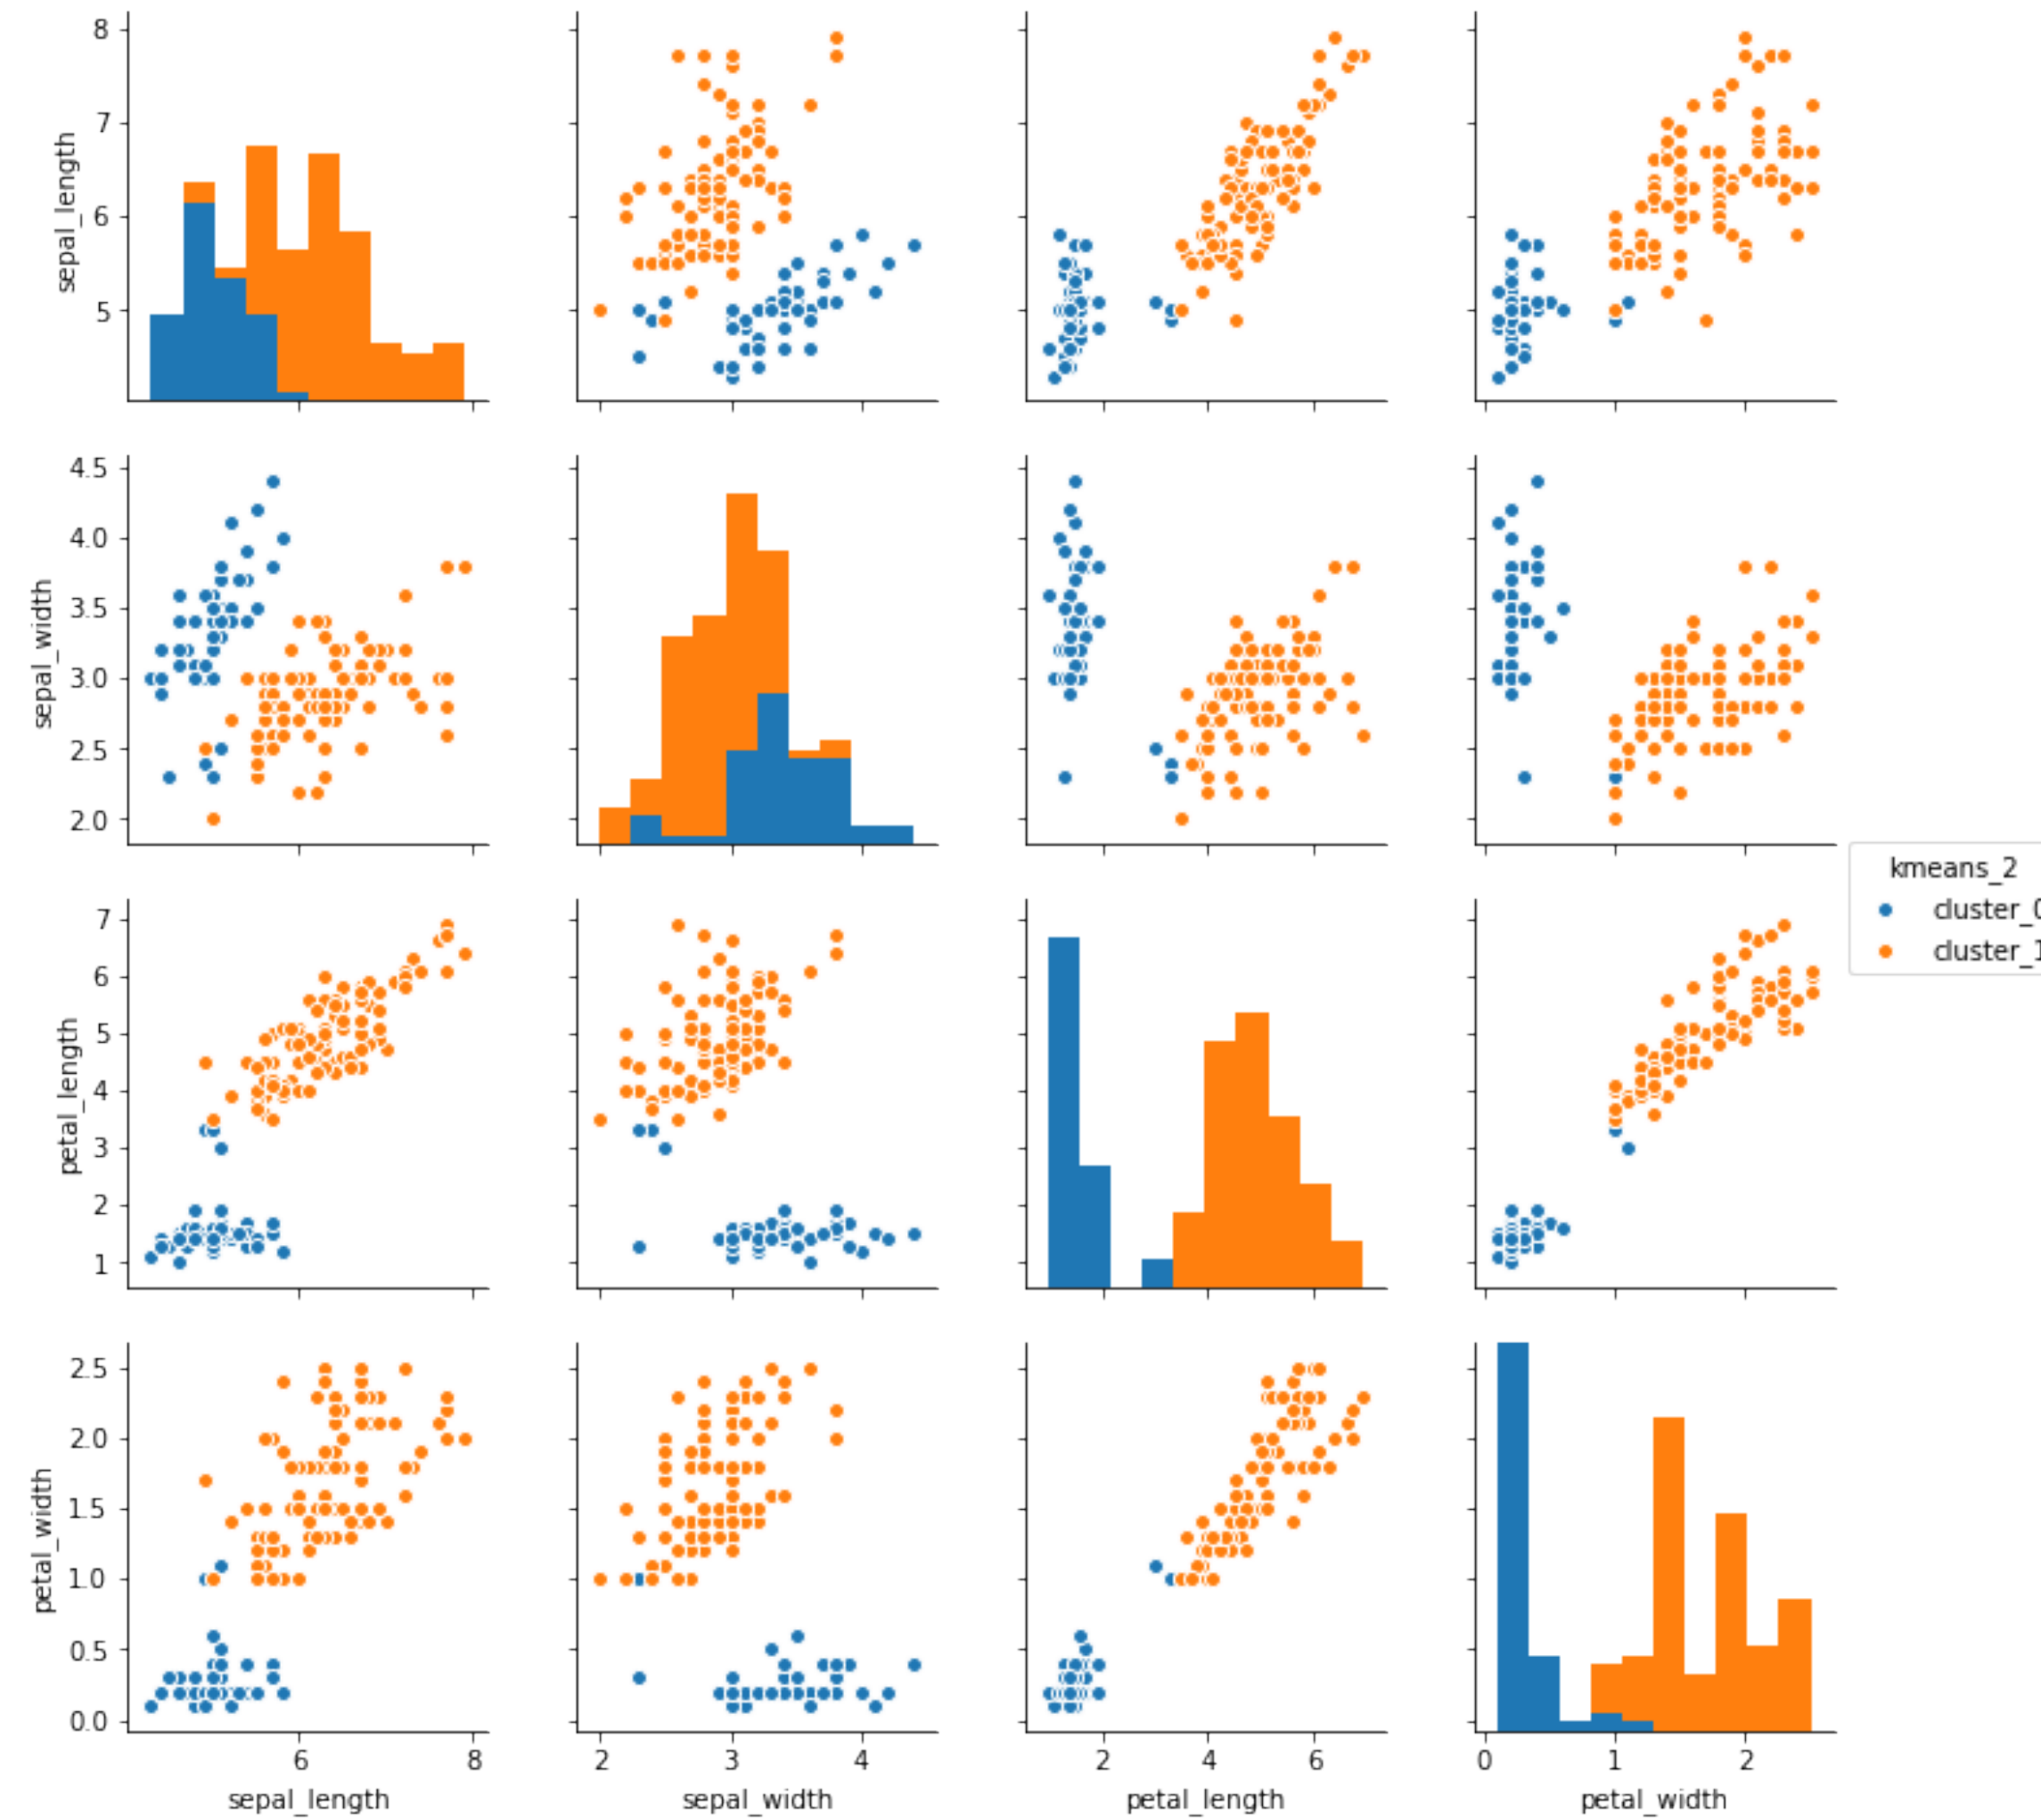 8
7
6
5
sepal_length
4.5
4.0
3.5
3.0
2.5
2.0
sepal_width
kmeans_2
cluster_0
cluster_1
7
6
5
4
3
2
1
petal_length
2.5
2.0
1.5
1.0
0.5
0.0
petal_width
6 8
2 3 4
2 4 6
0 1 2
sepal_length sepal_width petal_length petal_width